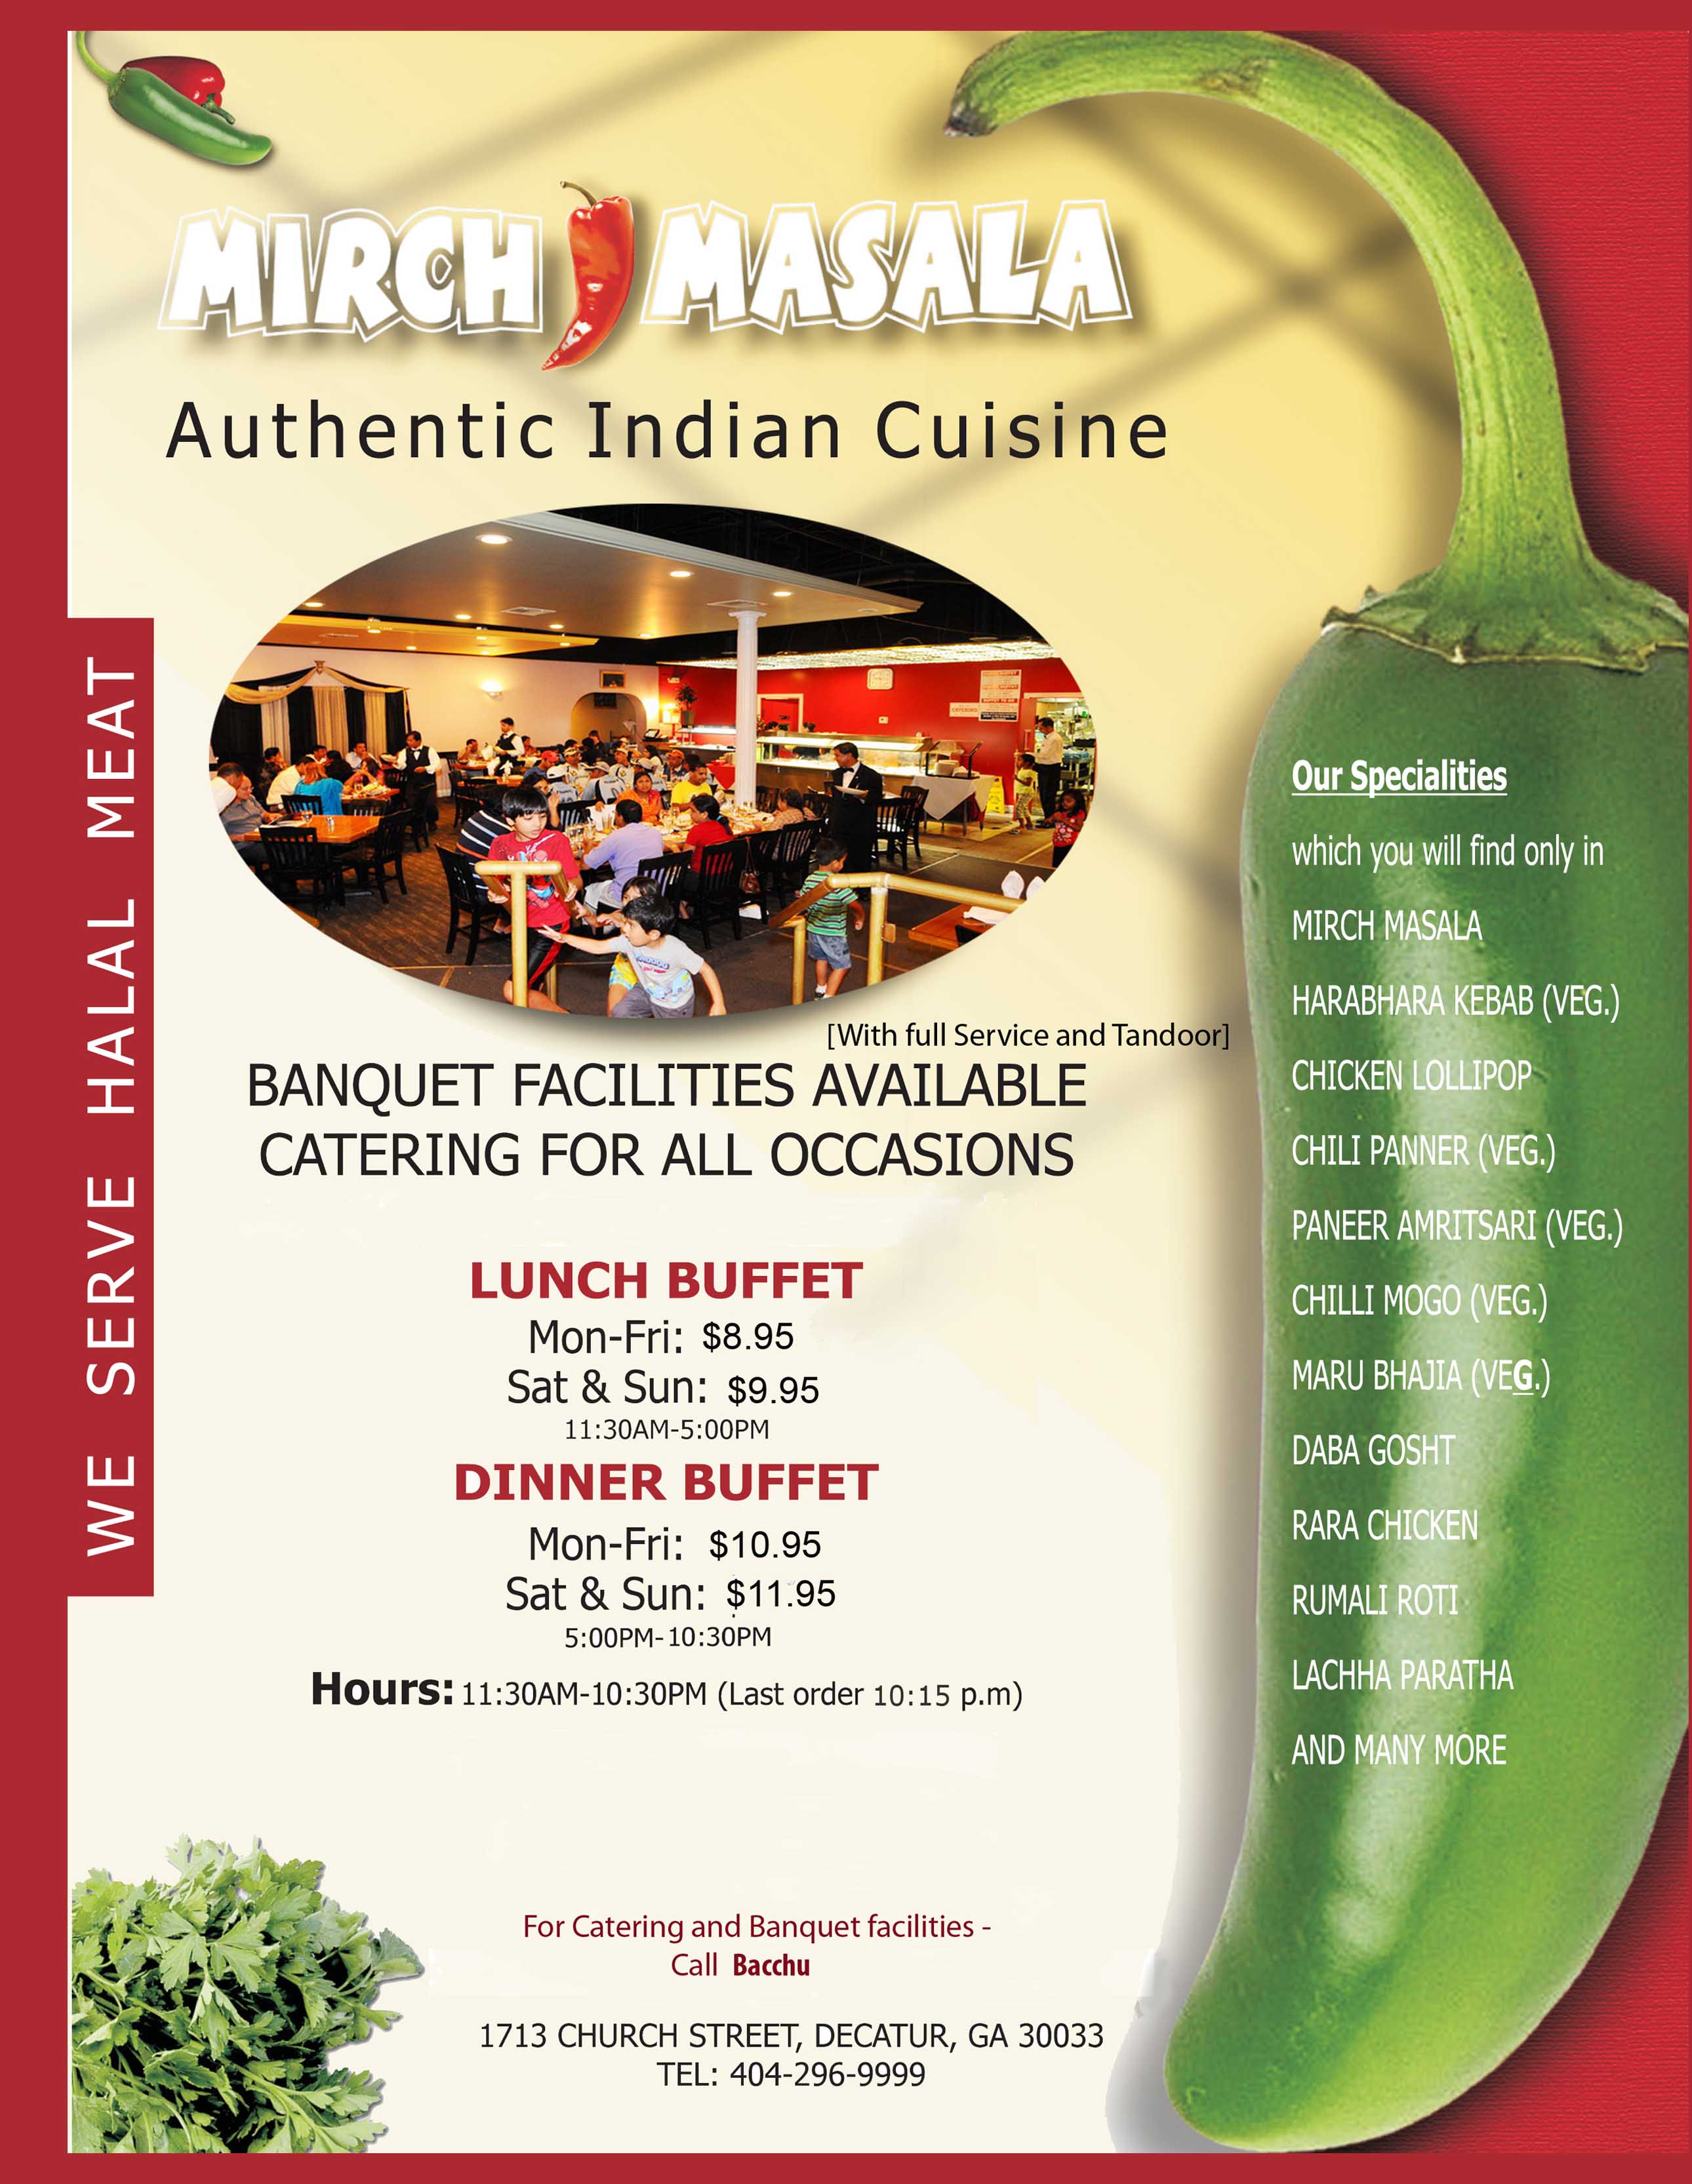 MIRCH MASALA
Authentic Indian Cuisine
WE SERVE HALAL MEAT
[With full Service and Tandoor]
BANQUET FACILITIES AVAILABLE
CATERING FOR ALL OCCASIONS
LUNCH BUFFET
Mon-Fri: $8.95
Sat & Sun: $9.95
11:30AM-5:00PM
DINNER BUFFET
Mon-Fri: $10.95
Sat & Sun: $11.95
5:00PM-10:30PM
Hours: 11:30AM-10:30PM (Last order 10:15 p.m)
For Catering and Banquet facilities -
Call Bacchu
1713 CHURCH STREET, DECATUR, GA 30033
TEL: 404-296-9999
Our Specialities
which you will find only in
MIRCH MASALA
HARABHARA KEBAB (VEG.)
CHICKEN LOLLIPOP
CHILI PANNER (VEG.)
PANEER AMRITSARI (VEG.)
CHILLI MOGO (VEG.)
MARU BHAJIA (VEG.)
DABA GOSHT
RARA CHICKEN
RUMALI ROTI
LACHHA PARATHA
AND MANY MORE